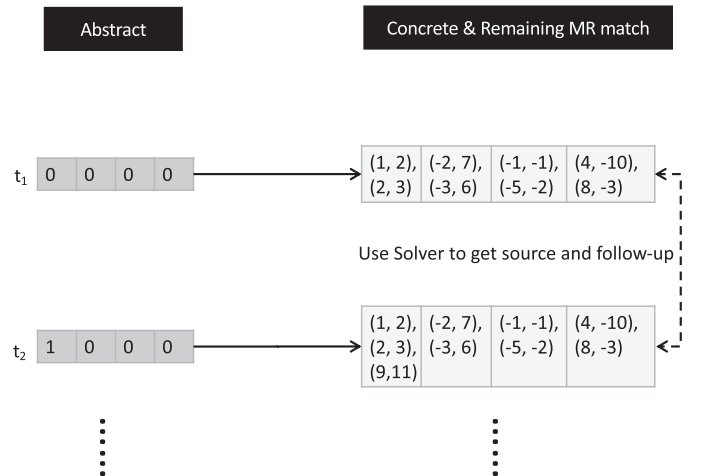 Abstract
Concrete & Remaining MR match
t1
0 0 0 0
(1, 2), (-2, 7), (-1, -1), (4, -10),
(2, 3) (-3, 6) (-5, -2) (8, -3)
Use Solver to get source and follow-up
t2
1 0 0 0
(1, 2), (-2, 7), (-1, -1), (4, -10),
(2, 3), (-3, 6) (-5, -2) (8, -3)
(9,11)